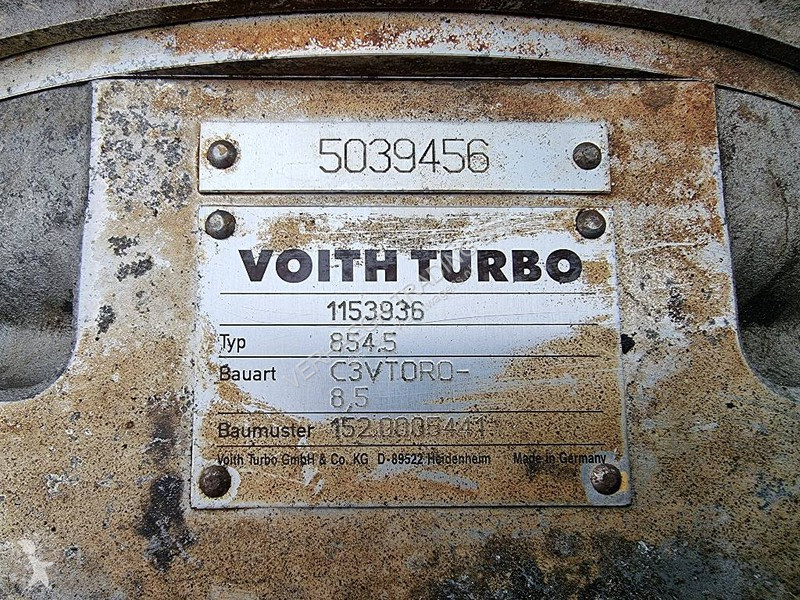 5039456
VOITH TURBO
1153936
Typ 854.5
Bauart C3VTORO-
8,5
Baumuster
Voith Turbo GmbH & Co. KG D-89522 Heidenheim Made in Germany